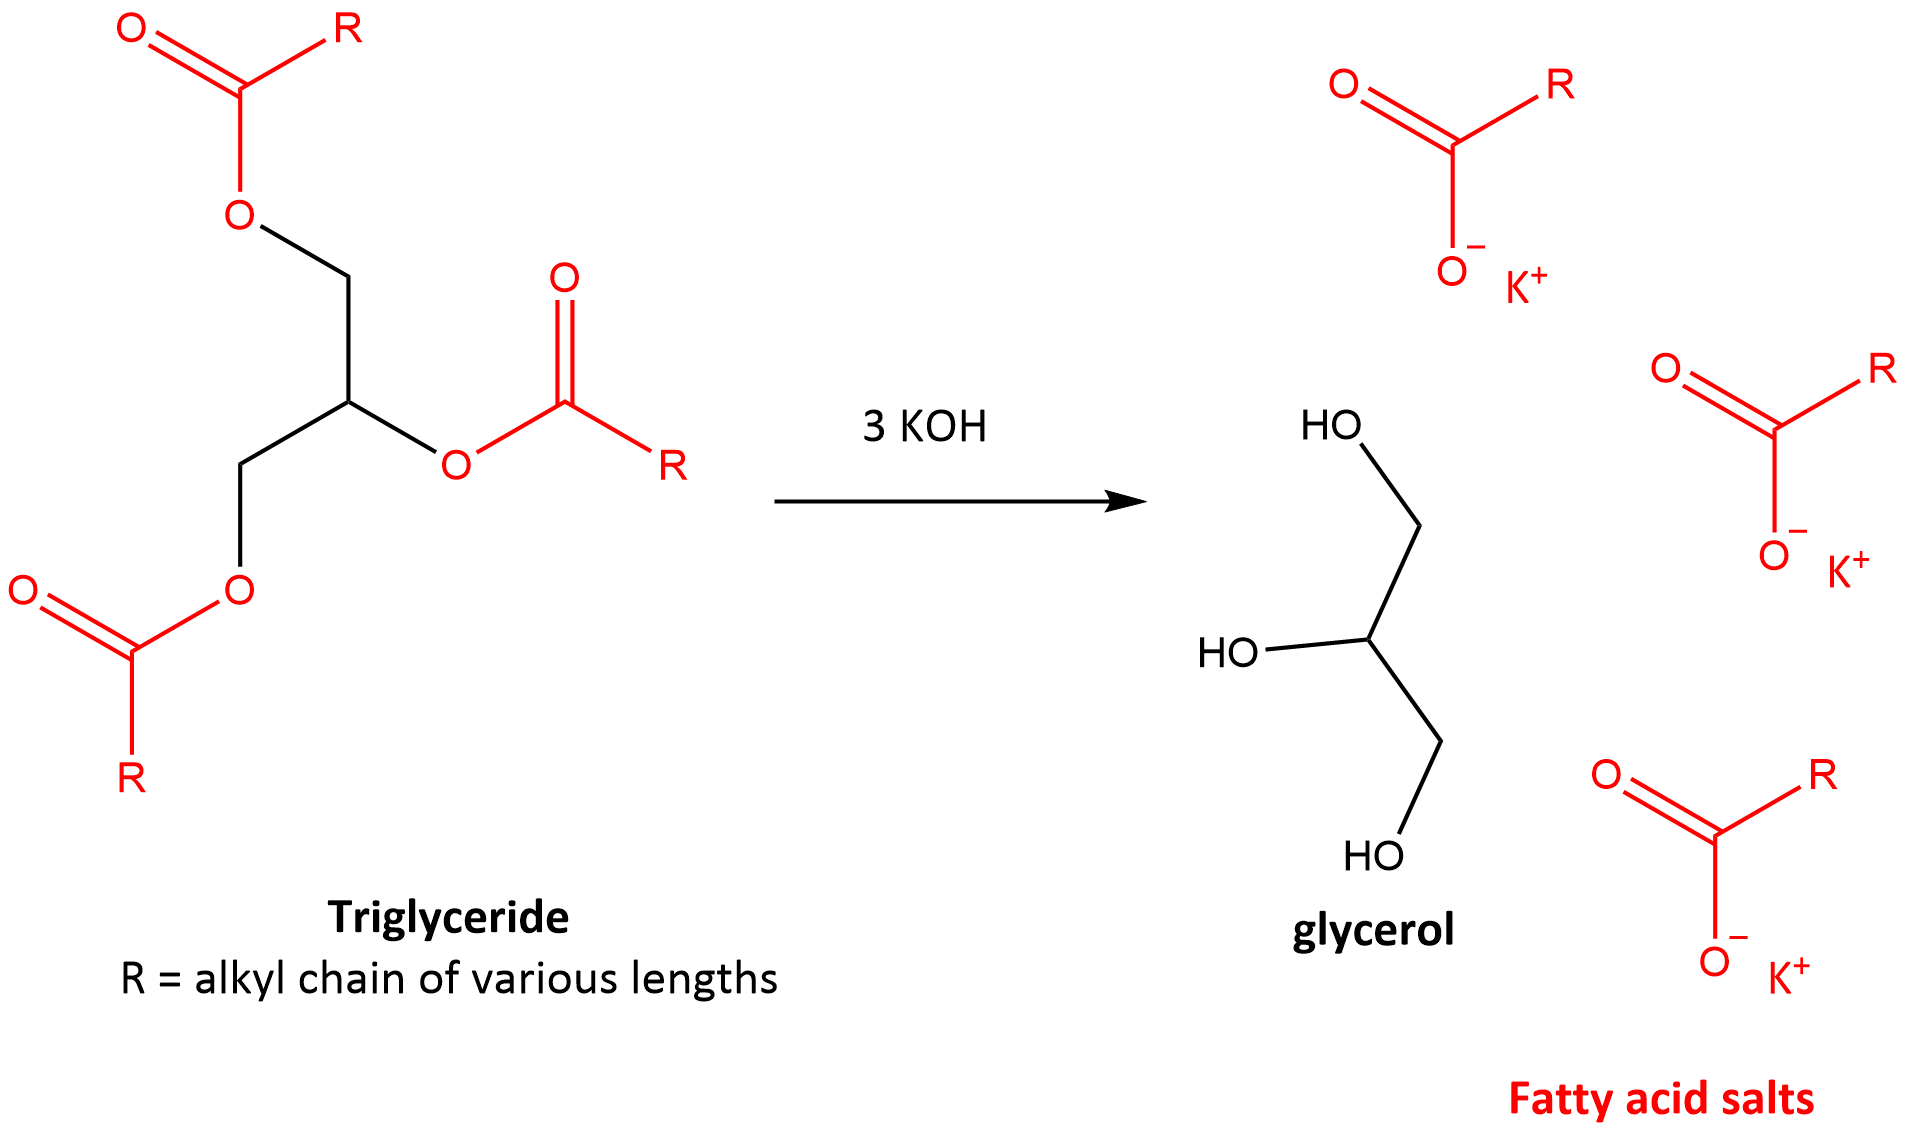 O
R
O
O
R
O
O
O
R
3 KOH
O
R
O⁻
K⁺
O
R
O⁻
K⁺
HO
HO
HO
O
R
O⁻
K⁺
Triglyceride
R = alkyl chain of various lengths
glycerol
Fatty acid salts